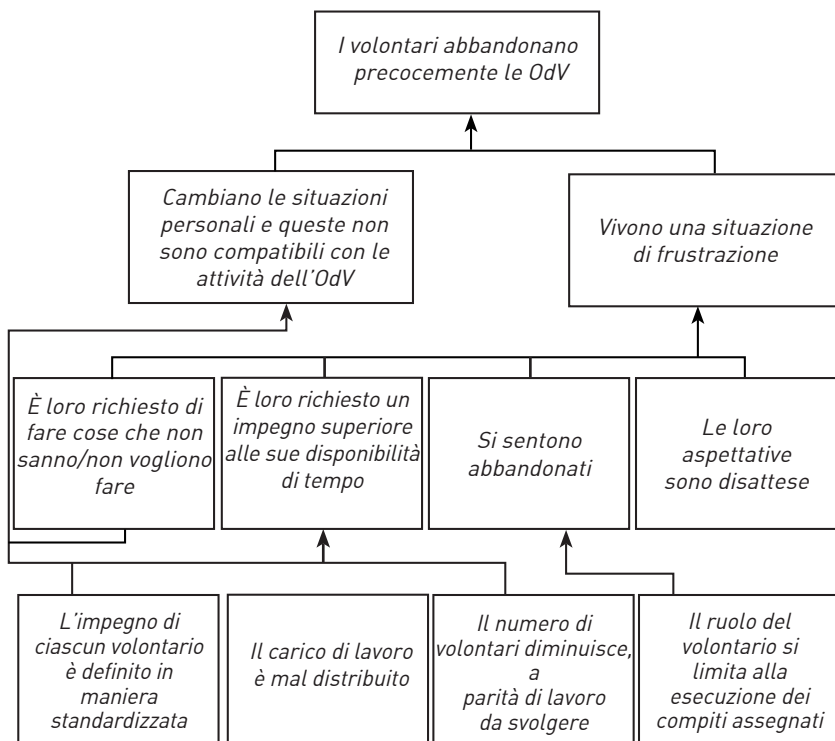 I volontari abbandonano
precocemente le OdV
Cambiano le situazioni
personali e queste non
sono compatibili con le
attività dell'OdV
Vivono una situazione
di frustrazione
È loro richiesto di
fare cose che non
sanno/non vogliono
fare
È loro richiesto un
impegno superiore
alle sue disponibilità
di tempo
Si sentono
abbandonati
Le loro
aspettative
sono disattese
L'impegno di
ciascun volontario
è definito in
maniera
standardizzata
Il carico di lavoro
è mal distribuito
Il numero di
volontari diminuisce,
a
parità di lavoro
da svolgere
Il ruolo del
volontario si
limita alla
esecuzione dei
compiti assegnati